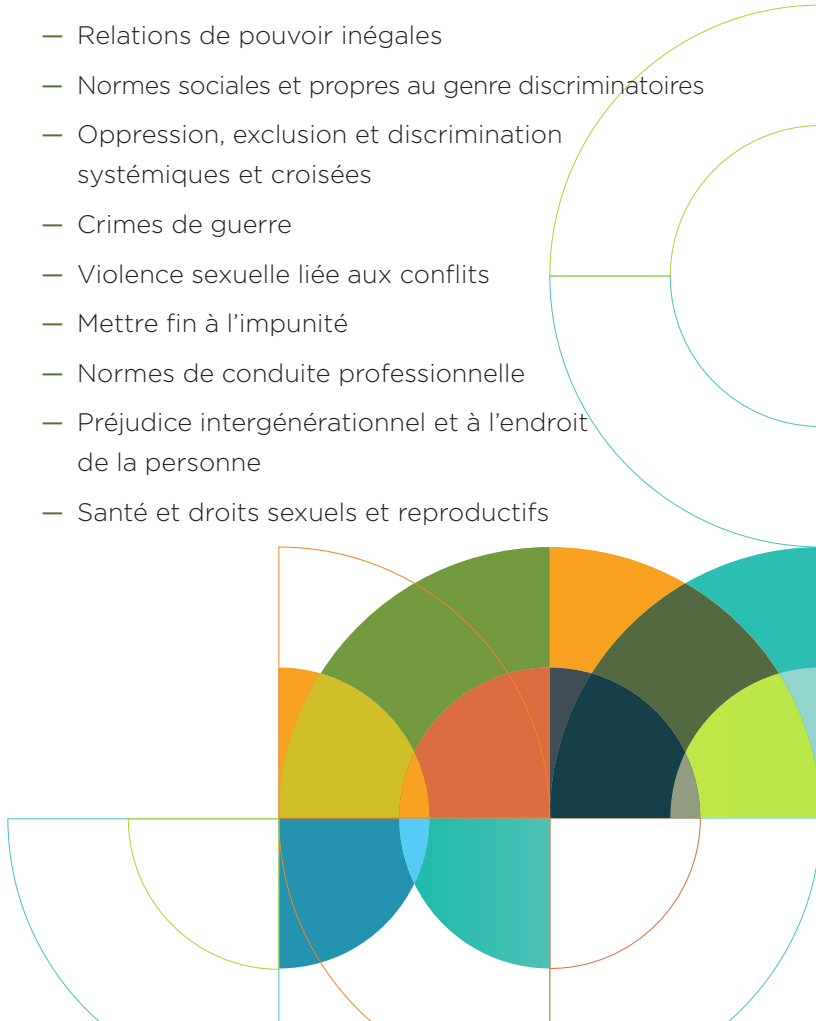 — Relations de pouvoir inégales
— Normes sociales et propres au genre discriminatoires
— Oppression, exclusion et discrimination
systémiques et croisées
— Crimes de guerre
— Violence sexuelle liée aux conflits
— Mettre fin à l’impunité
— Normes de conduite professionnelle
— Préjudice intergénérationnel et à l’endroit
de la personne
— Santé et droits sexuels et reproductifs